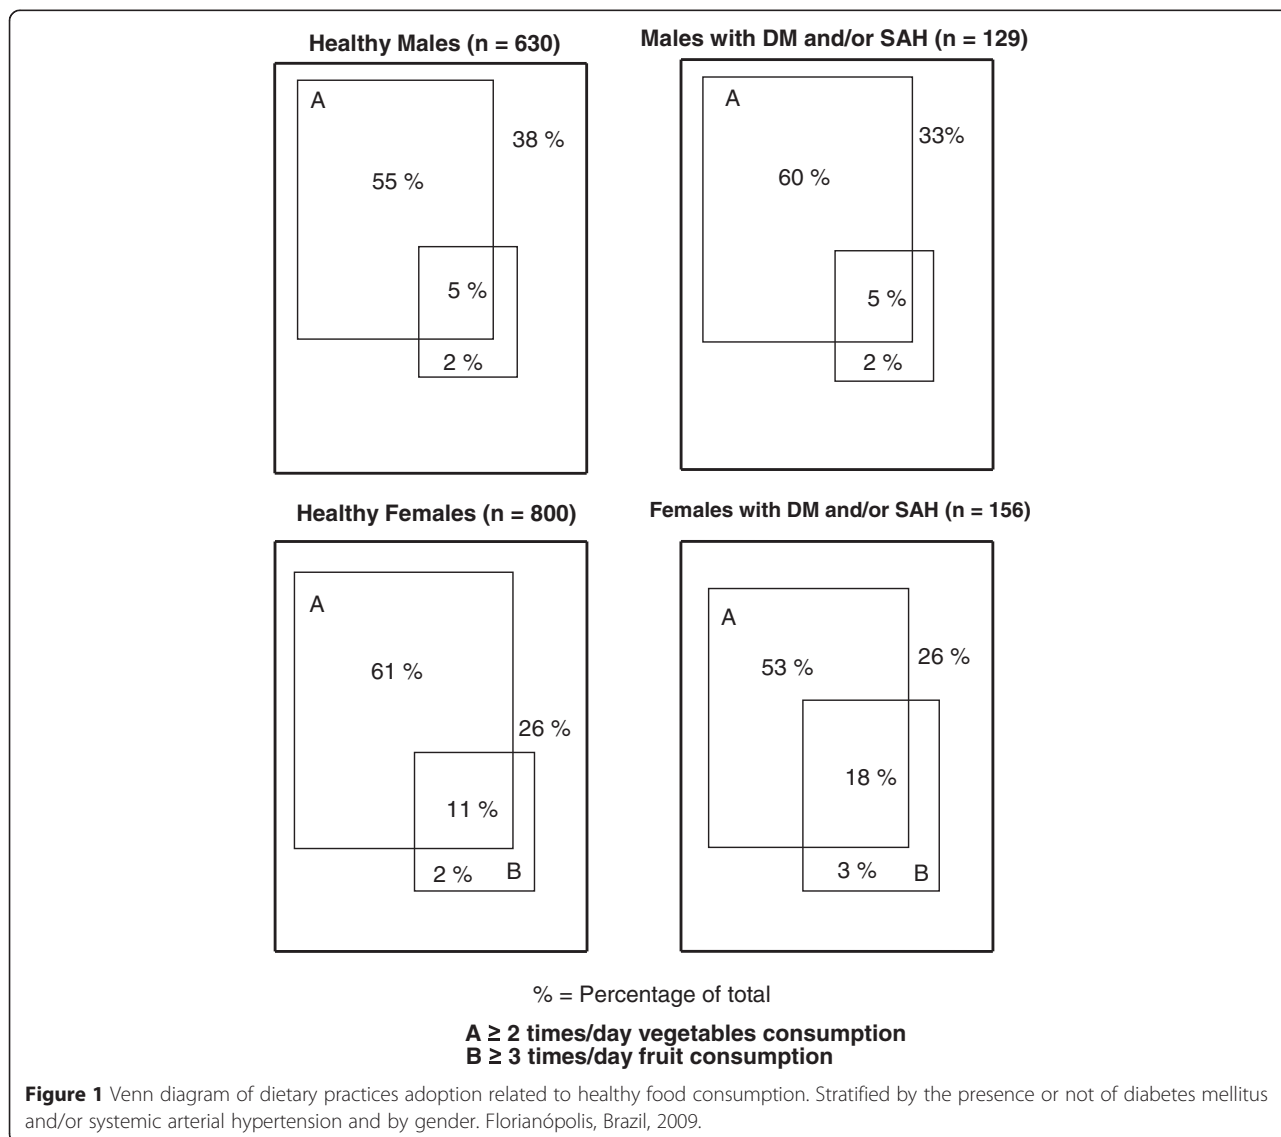 Healthy Males (n = 630)
A
38 %
55 %
5 %
2 %
Males with DM and/or SAH (n = 129)
A
33%
60 %
5 %
2 %
Healthy Females (n = 800)
A
61 %
26 %
11 %
2 %
B
Females with DM and/or SAH (n = 156)
A
53 %
26 %
18 %
3 %
B
% = Percentage of total
A ≥ 2 times/day vegetables consumption
B ≥ 3 times/day fruit consumption
Figure 1 Venn diagram of dietary practices adoption related to healthy food consumption. Stratified by the presence or not of diabetes mellitus
and/or systemic arterial hypertension and by gender. Florianópolis, Brazil, 2009.